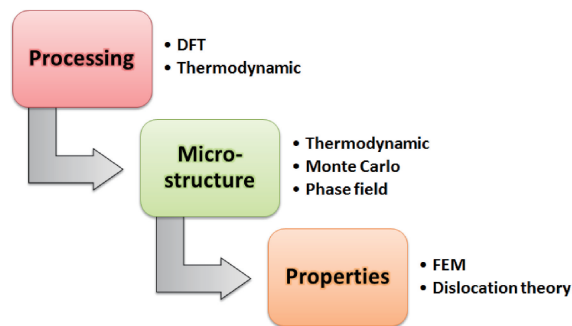 Processing
• DFT
• Thermodynamic
Micro-
structure
• Thermodynamic
• Monte Carlo
• Phase field
Properties
• FEM
• Dislocation theory